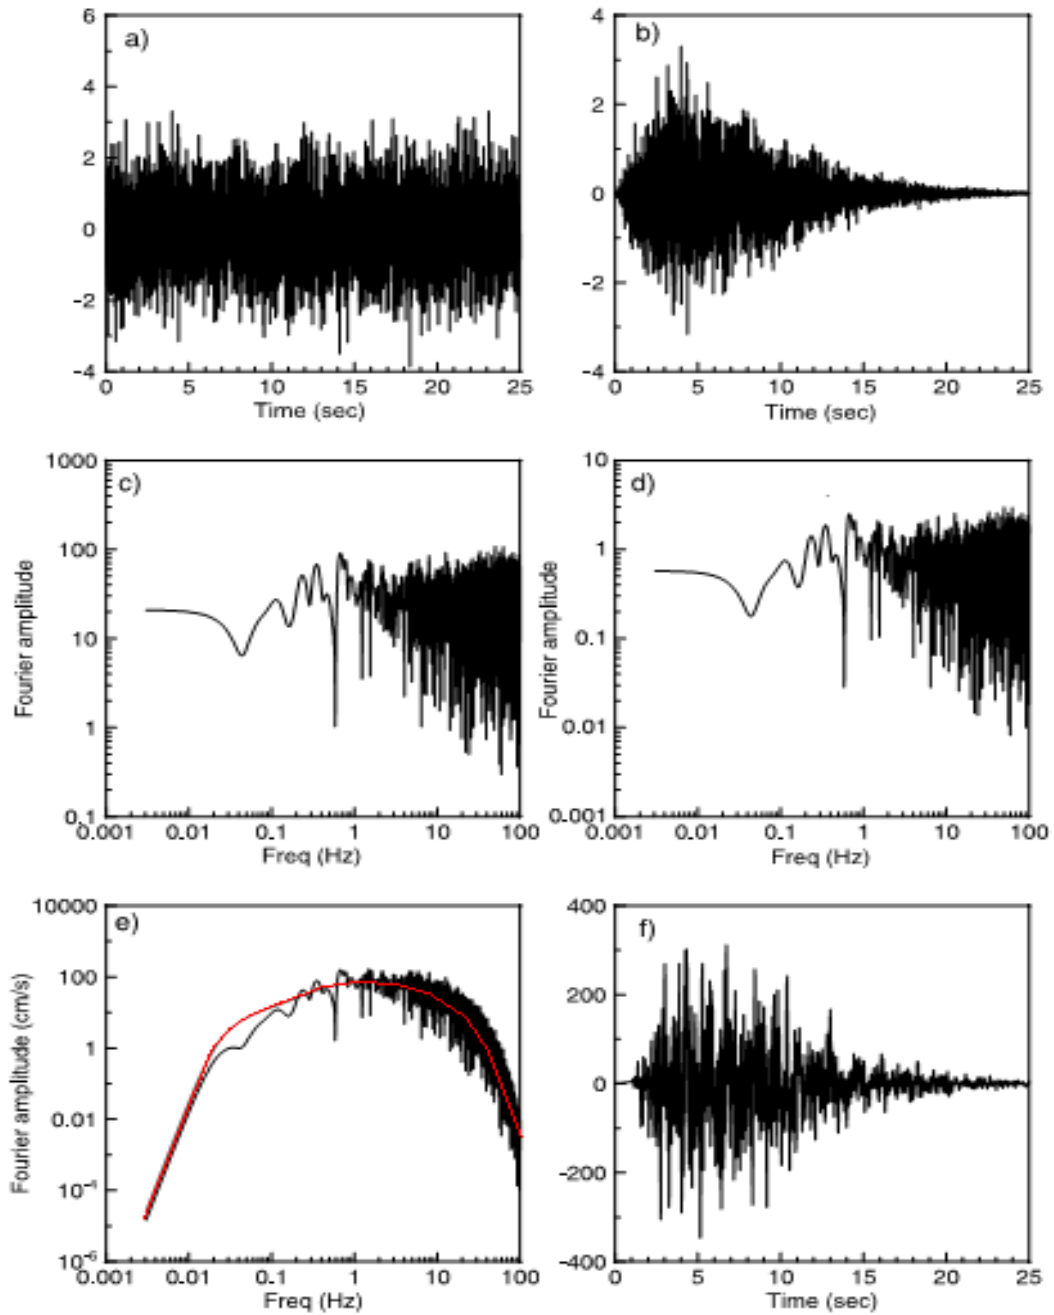 a)
6
4
2
0
-2
-4
0 5 10 15 20 25
Time (sec)
b)
4
2
0
-2
-4
0 5 10 15 20 25
Time (sec)
c)
Fourier amplitude
1000
100
10
1
0.1
0.001 0.01 0.1 1 10 100
Freq (Hz)
d)
Fourier amplitude
10
1
0.1
0.01
0.001
0.001 0.01 0.1 1 10 100
Freq (Hz)
e)
Fourier amplitude (cm/s)
10000
100
1
0.01
10⁻⁴
10⁻⁶
0.001 0.01 0.1 1 10 100
Freq (Hz)
f)
400
200
0
-200
-400
0 5 10 15 20 25
Time (sec)